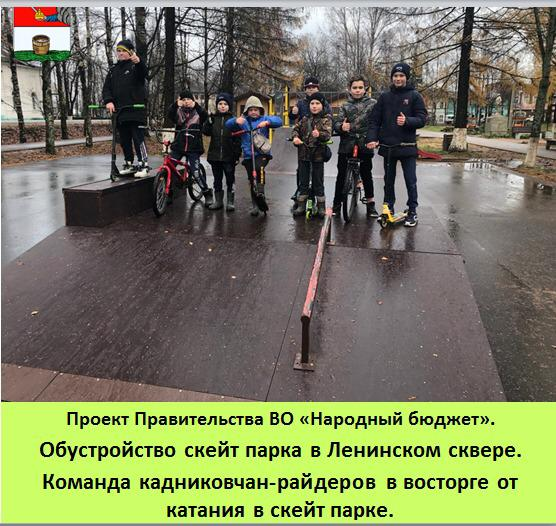 Проект Правительства ВО «Народный бюджет».
Обустройство скейт парка в Ленинском сквере.
Команда кадниковчан-райдеров в восторге от
катания в скейт парке.